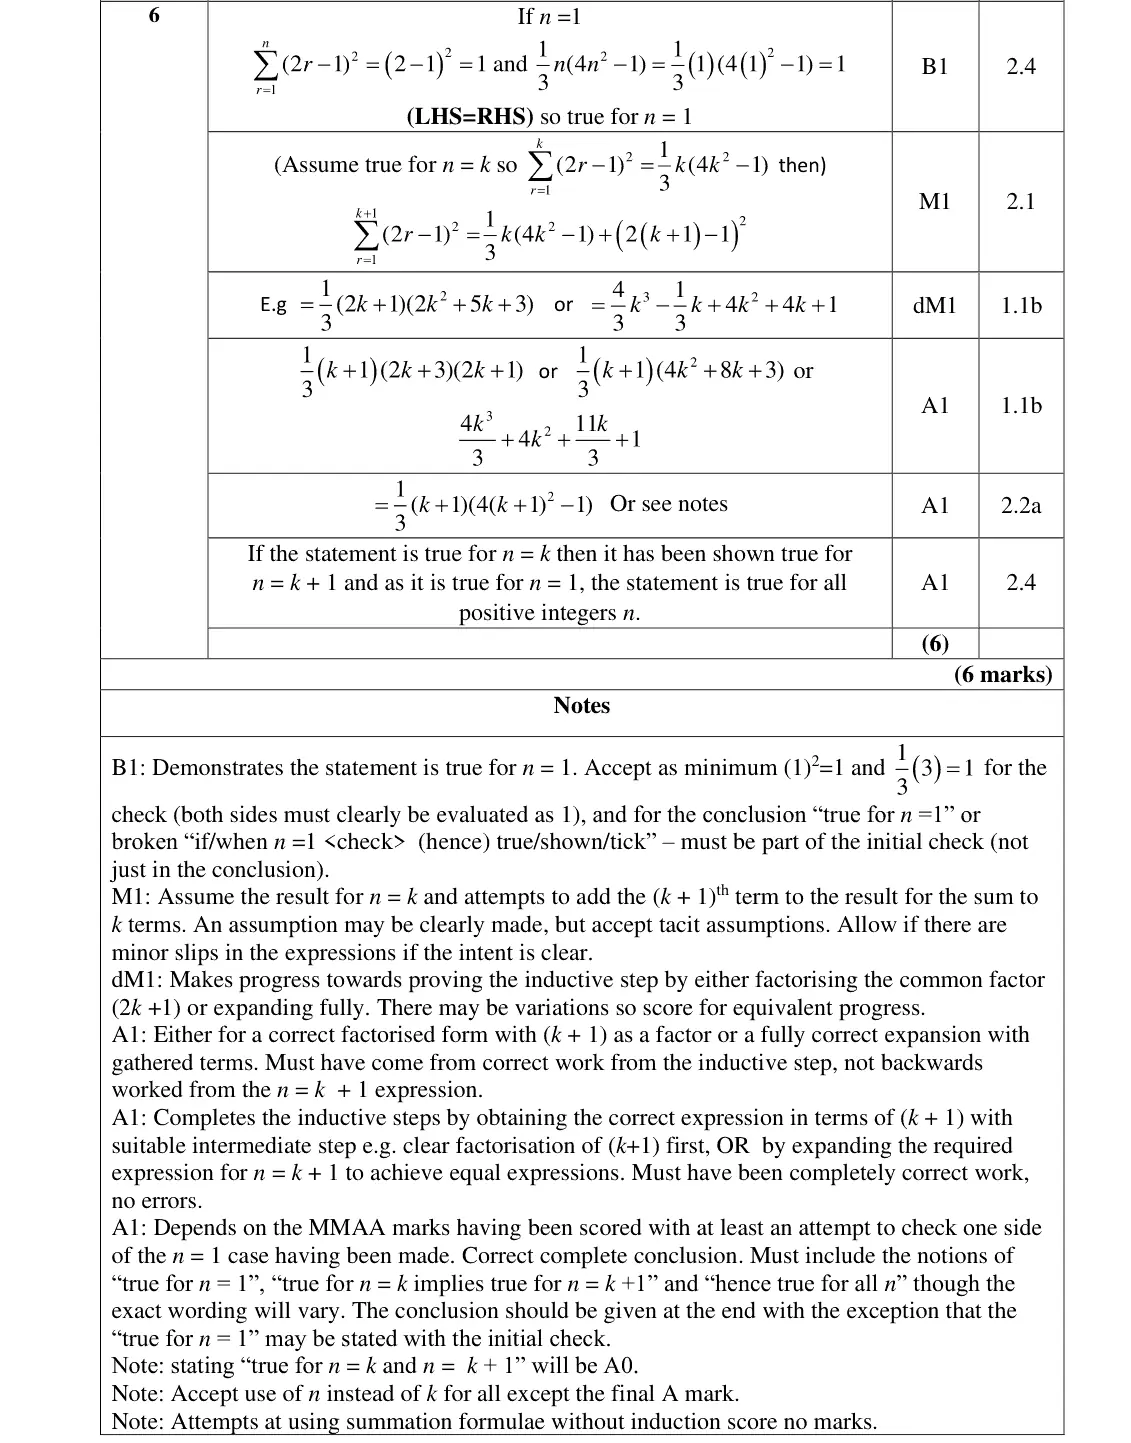 6 If n =1
\sum_{r=1}^{n}(2r−1)² = (2−1)² = 1 and \frac{1}{3}n(4n²−1) = \frac{1}{3}(1)(4(1)²−1) = 1 B1 2.4
(LHS=RHS) so true for n = 1
(Assume true for n = k so \sum_{r=1}^{k}(2r−1)² = \frac{1}{3}k(4k²−1) then)
M1 2.1
\sum_{r=1}^{k+1}(2r−1)² = \frac{1}{3}k(4k²−1)+(2(k+1)−1)²
E.g = \frac{1}{3}(2k+1)(2k²+5k+3) or = \frac{4}{3}k³−\frac{1}{3}k+4k²+4k+1 dM1 1.1b
\frac{1}{3}(k+1)(2k+3)(2k+1) or \frac{1}{3}(k+1)(4k²+8k+3) or
A1 1.1b
\frac{4k³}{3}+4k²+\frac{11k}{3}+1
= \frac{1}{3}(k+1)(4(k+1)²−1) Or see notes A1 2.2a
If the statement is true for n = k then it has been shown true for
n = k + 1 and as it is true for n = 1, the statement is true for all A1 2.4
positive integers n.
(6)
(6 marks)
Notes
B1: Demonstrates the statement is true for n = 1. Accept as minimum (1)²=1 and \frac{1}{3}(3)=1 for the
check (both sides must clearly be evaluated as 1), and for the conclusion “true for n =1” or
broken “if/when n =1 <check> (hence) true/shown/tick” – must be part of the initial check (not
just in the conclusion).
M1: Assume the result for n = k and attempts to add the (k + 1)th term to the result for the sum to
k terms. An assumption may be clearly made, but accept tacit assumptions. Allow if there are
minor slips in the expressions if the intent is clear.
dM1: Makes progress towards proving the inductive step by either factorising the common factor
(2k +1) or expanding fully. There may be variations so score for equivalent progress.
A1: Either for a correct factorised form with (k + 1) as a factor or a fully correct expansion with
gathered terms. Must have come from correct work from the inductive step, not backwards
worked from the n = k + 1 expression.
A1: Completes the inductive steps by obtaining the correct expression in terms of (k + 1) with
suitable intermediate step e.g. clear factorisation of (k+1) first, OR by expanding the required
expression for n = k + 1 to achieve equal expressions. Must have been completely correct work,
no errors.
A1: Depends on the MMAA marks having been scored with at least an attempt to check one side
of the n = 1 case having been made. Correct complete conclusion. Must include the notions of
“true for n = 1”, “true for n = k implies true for n = k +1” and “hence true for all n” though the
exact wording will vary. The conclusion should be given at the end with the exception that the
“true for n = 1” may be stated with the initial check.
Note: stating “true for n = k and n = k + 1” will be A0.
Note: Accept use of n instead of k for all except the final A mark.
Note: Attempts at using summation formulae without induction score no marks.